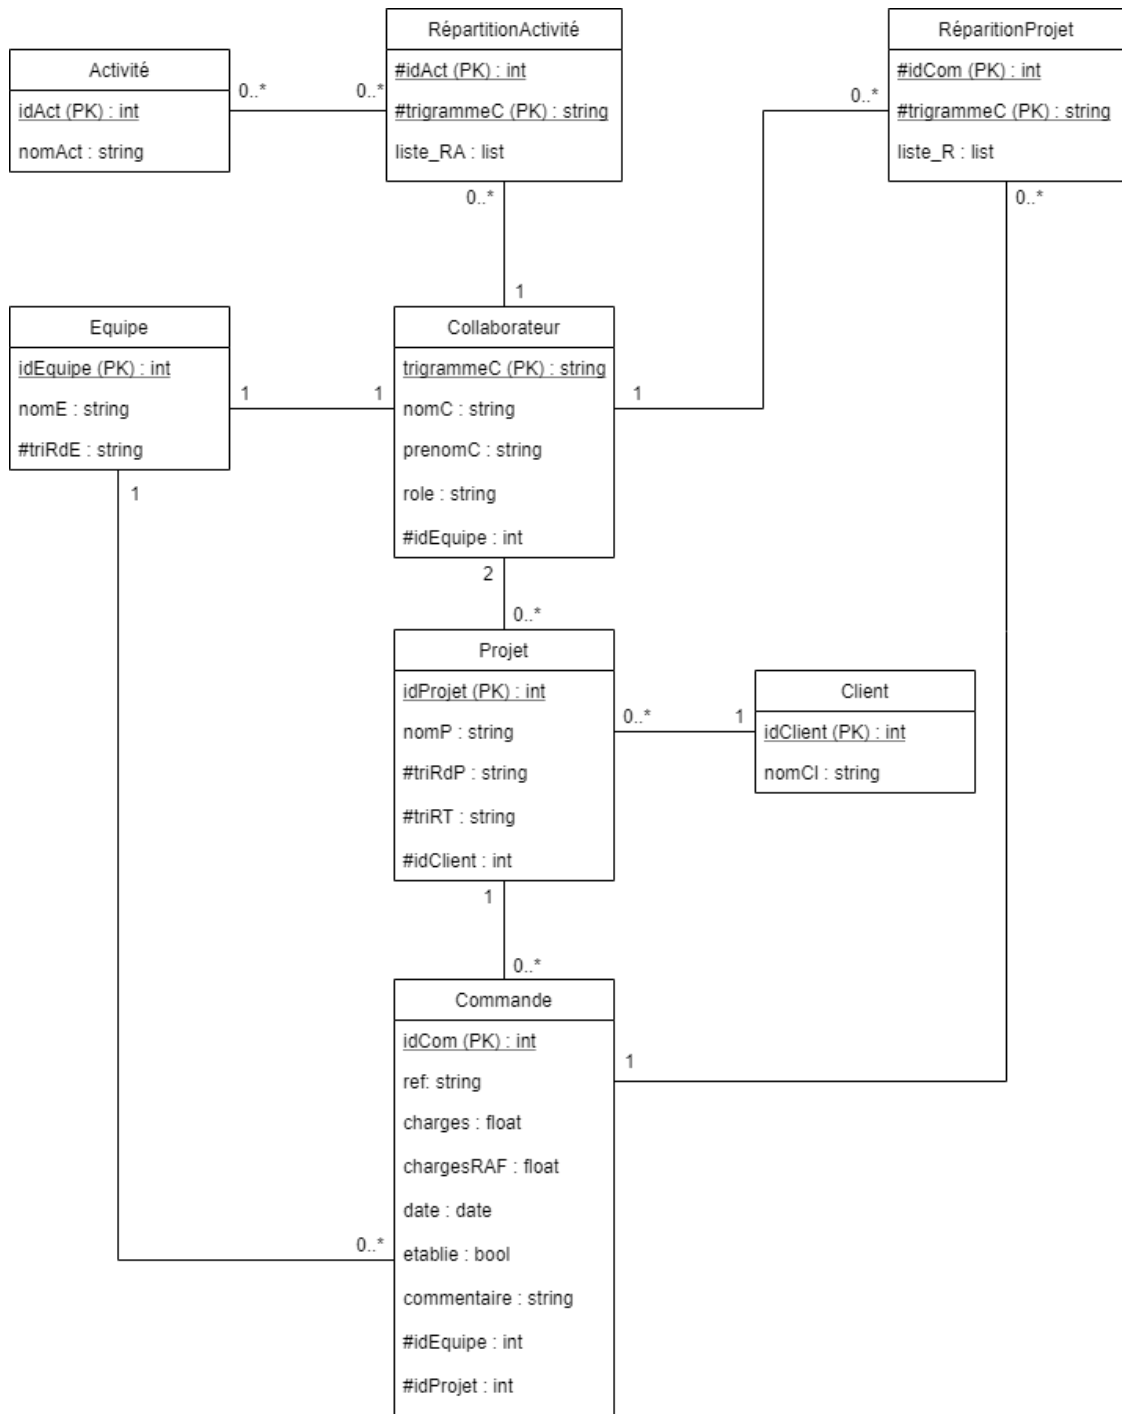 RépartitionActivité
#idAct (PK) : int
#trigrammeC (PK) : string
liste_RA : list
RéparitionProjet
#idCom (PK) : int
#trigrammeC (PK) : string
liste_R : list
Activité
idAct (PK) : int
nomAct : string
0..*
0..*
0..*
0..*
0..*
1
Equipe
idEquipe (PK) : int
nomE : string
#triRdE : string
1
1
1
Collaborateur
trigrammeC (PK) : string
nomC : string
prenomC : string
role : string
#idEquipe : int
1
2
0..*
Projet
idProjet (PK) : int
nomP : string
#triRdP : string
#triRT : string
#idClient : int
0..*
1
Client
idClient (PK) : int
nomCl : string
1
0..*
Commande
idCom (PK) : int
ref: string
charges : float
chargesRAF : float
date : date
etablie : bool
commentaire : string
#idEquipe : int
#idProjet : int
1
0..*